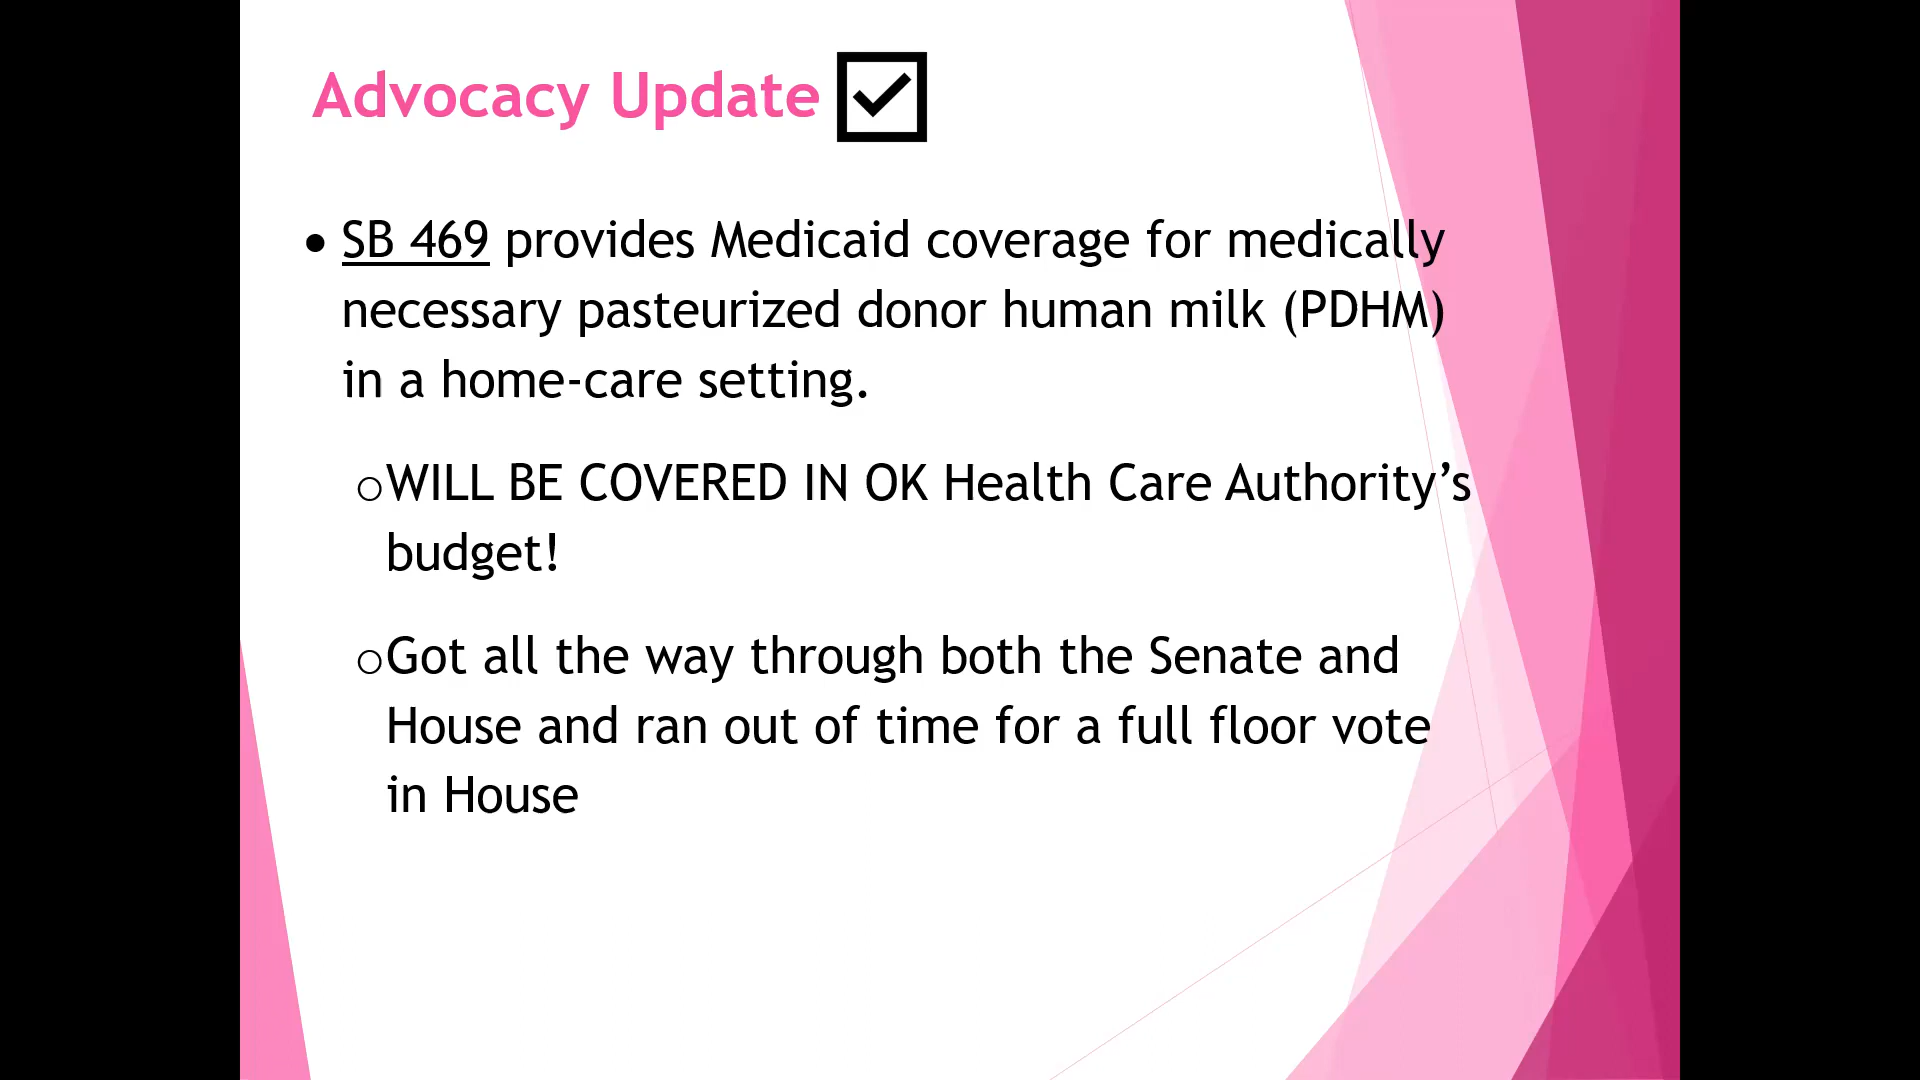 Advocacy Update
• SB 469 provides Medicaid coverage for medically
necessary pasteurized donor human milk (PDHM)
in a home-care setting.
oWILL BE COVERED IN OK Health Care Authority’s
budget!
oGot all the way through both the Senate and
House and ran out of time for a full floor vote
in House